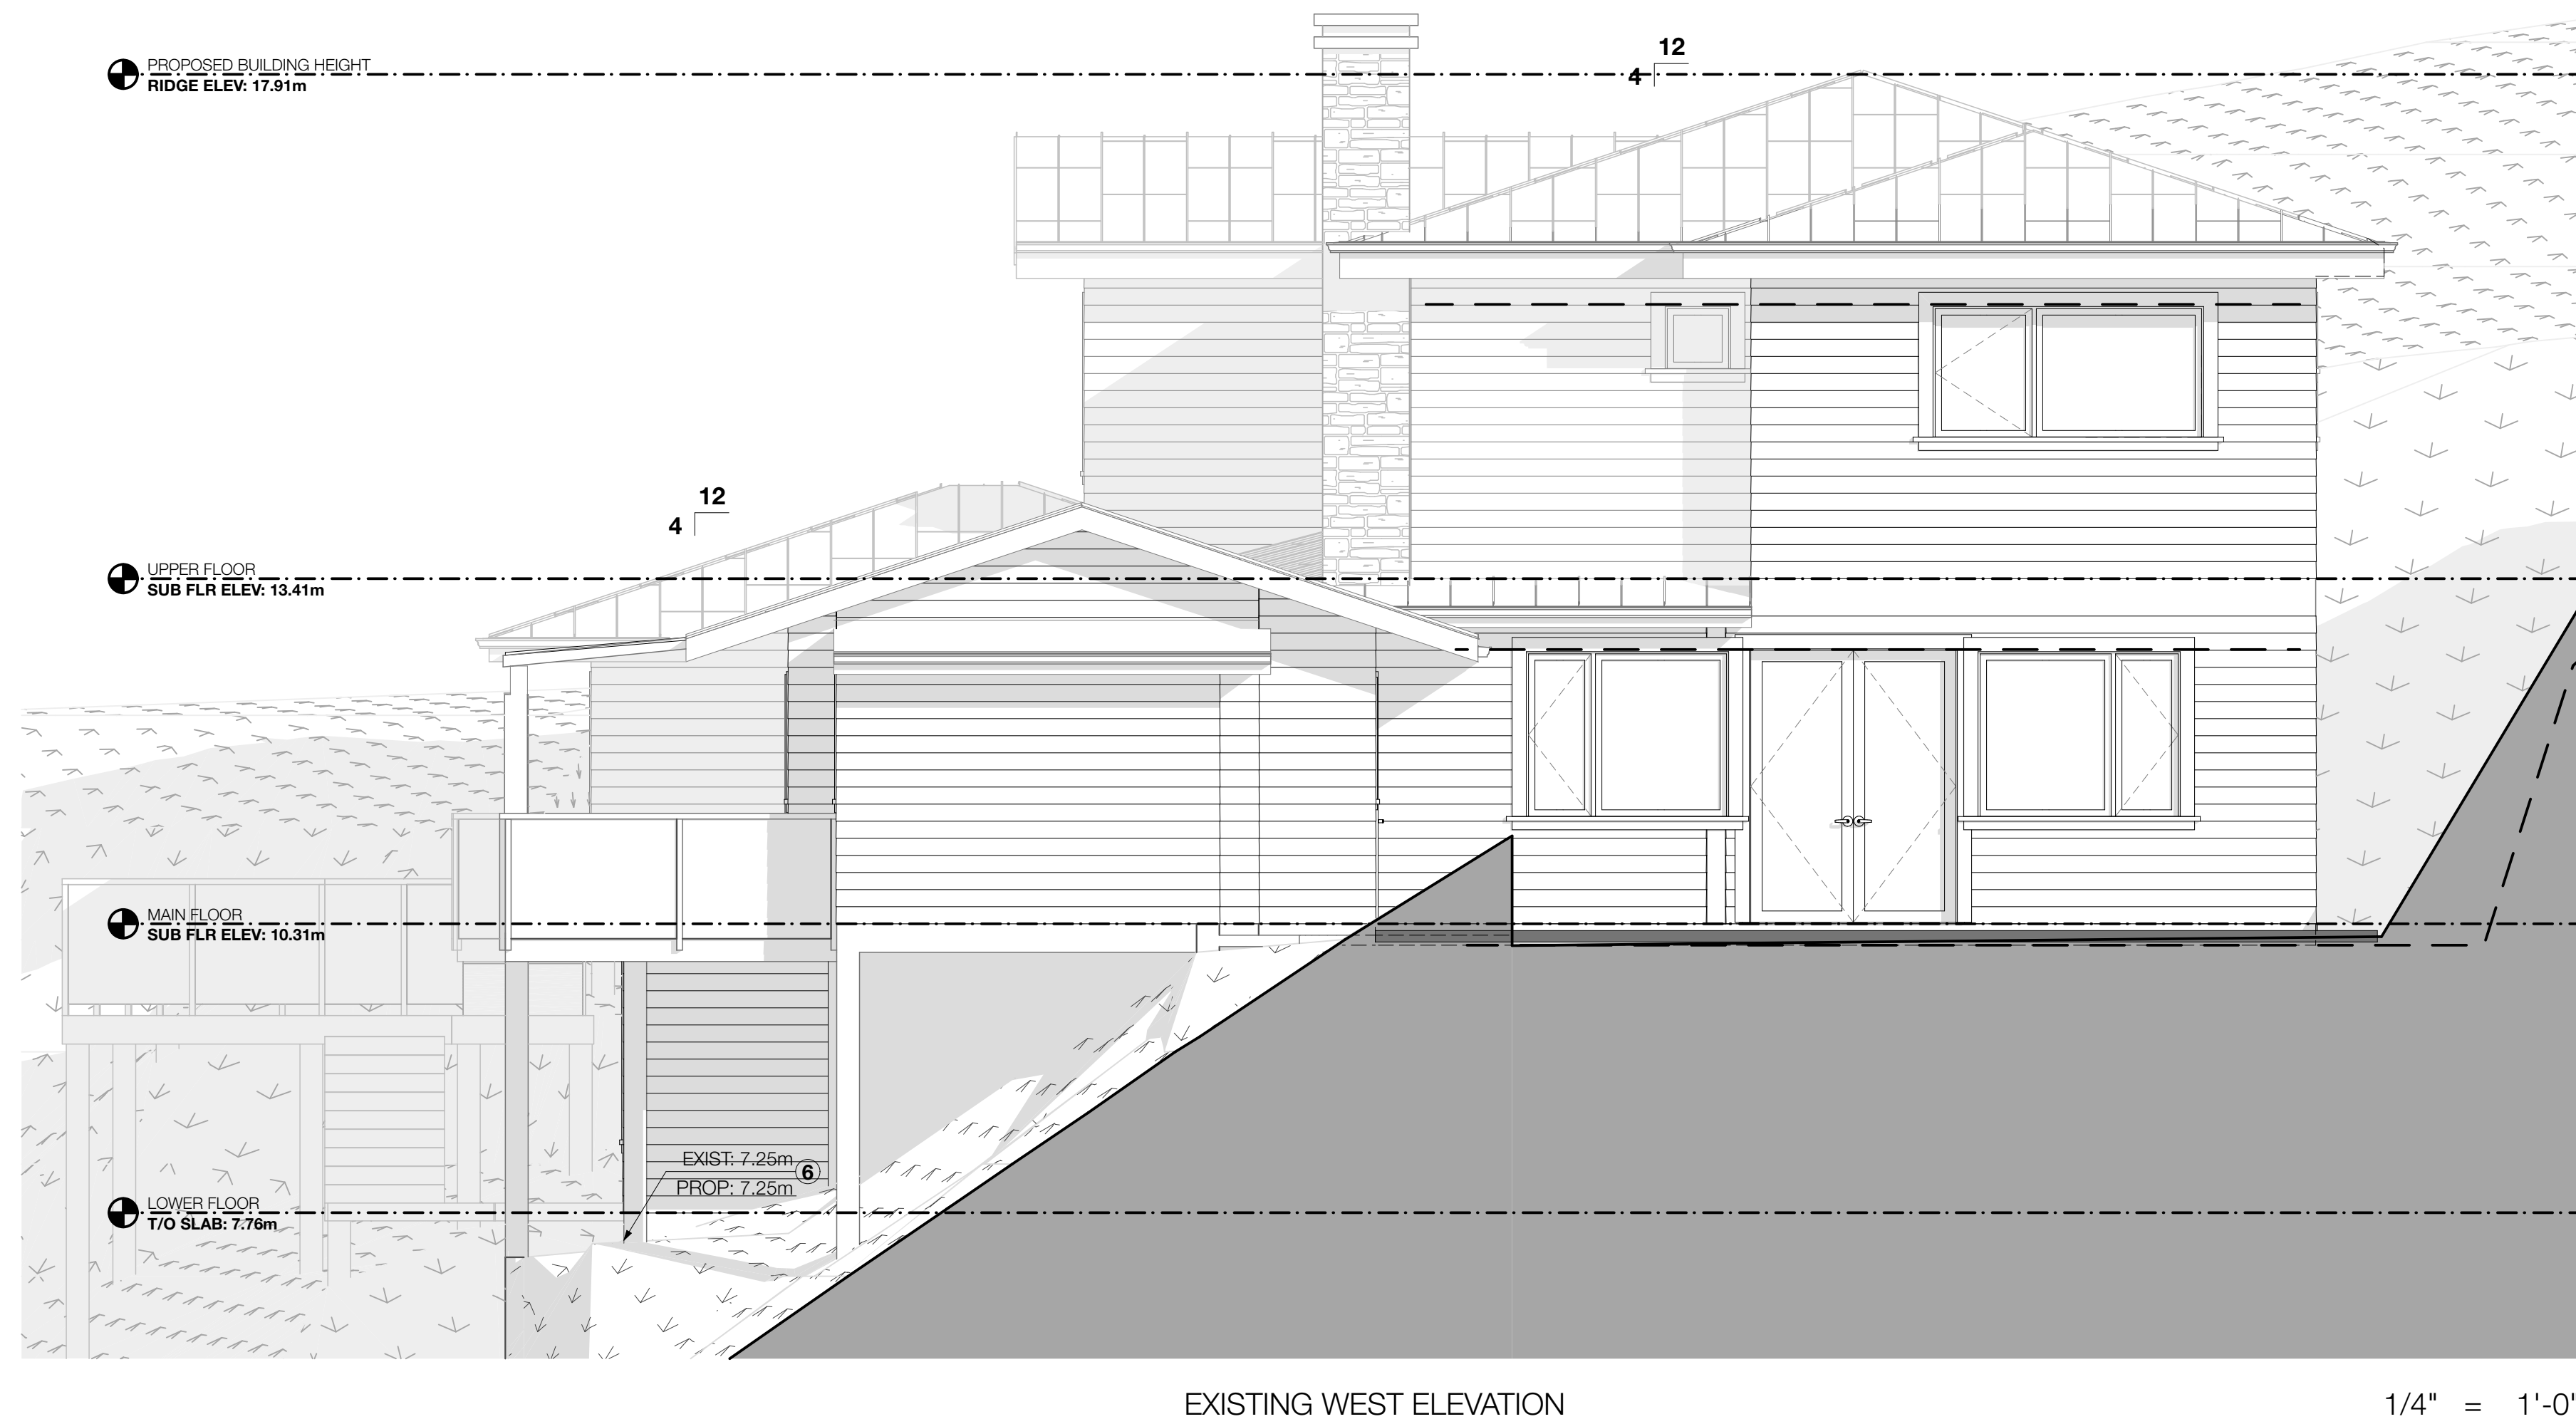 12
4
PROPOSED BUILDING HEIGHT
RIDGE ELEV: 17.91m
12
4
UPPER FLOOR
SUB FLR ELEV: 13.41m
MAIN FLOOR
SUB FLR ELEV: 10.31m
EXIST: 7.25m
6
PROP: 7.25m
LOWER FLOOR
T/O SLAB: 7.76m
EXISTING WEST ELEVATION
1/4" = 1'-0'